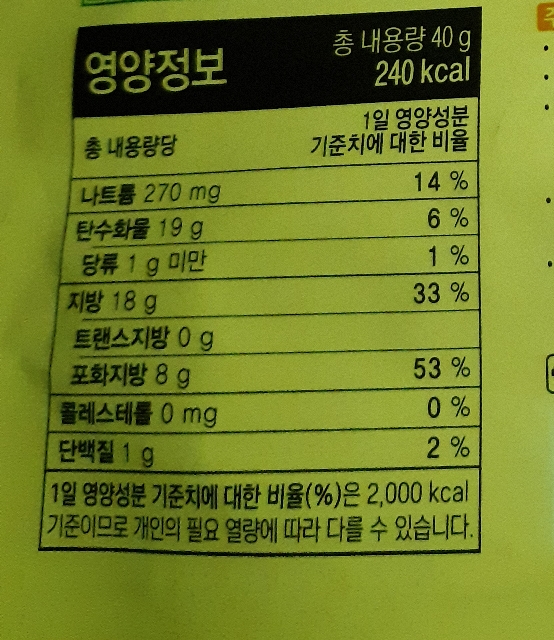 영양정보
총 내용량 40 g
240 kcal
총 내용량당
1일 영양성분
기준치에 대한 비율
나트륨 270 mg 14 %
탄수화물 19 g 6 %
당류 1 g 미만 1 %
지방 18 g 33 %
트랜스지방 0 g
포화지방 8 g 53 %
콜레스테롤 0 mg 0 %
단백질 1 g 2 %
1일 영양성분 기준치에 대한 비율(%)은 2,000 kcal
기준이므로 개인의 필요 열량에 따라 다를 수 있습니다.